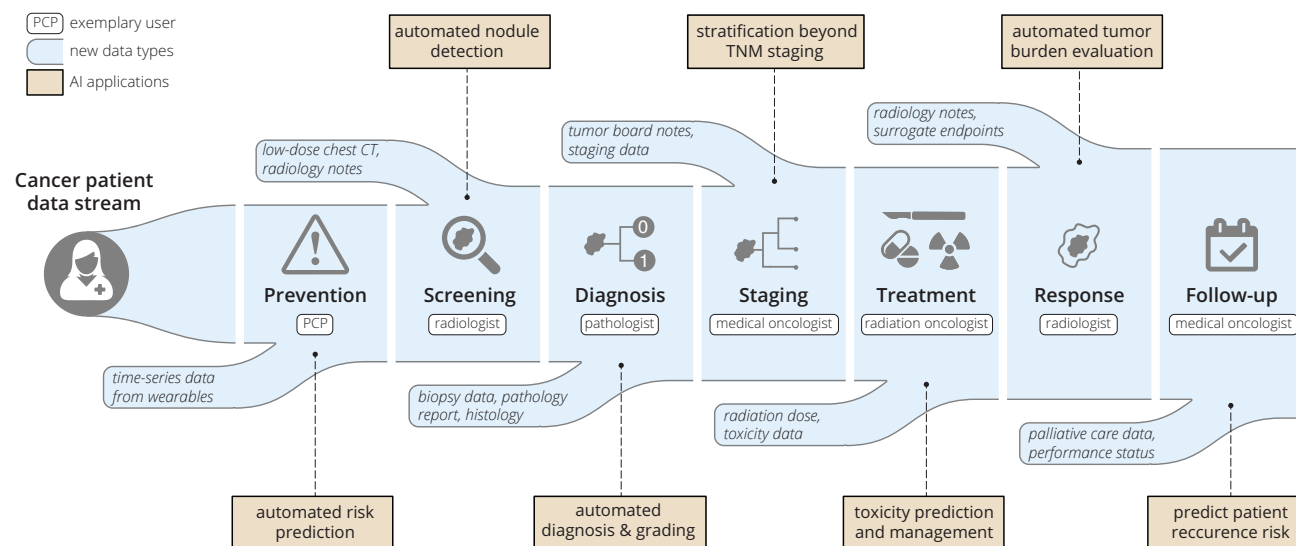 PCP exemplary user
new data types
AI applications
automated nodule
detection
stratification beyond
TNM staging
automated tumor
burden evaluation
low-dose chest CT,
radiology notes
tumor board notes,
staging data
radiology notes,
surrogate endpoints
Cancer patient
data stream
0
1
Prevention
PCP
Screening
radiologist
Diagnosis
pathologist
Staging
medical oncologist
Treatment
radiation oncologist
Response
radiologist
Follow-up
medical oncologist
time-series data
from wearables
biopsy data, pathology
report, histology
radiation dose,
toxicity data
palliative care data,
performance status
automated risk
prediction
automated
diagnosis & grading
toxicity prediction
and management
predict patient
reccurence risk